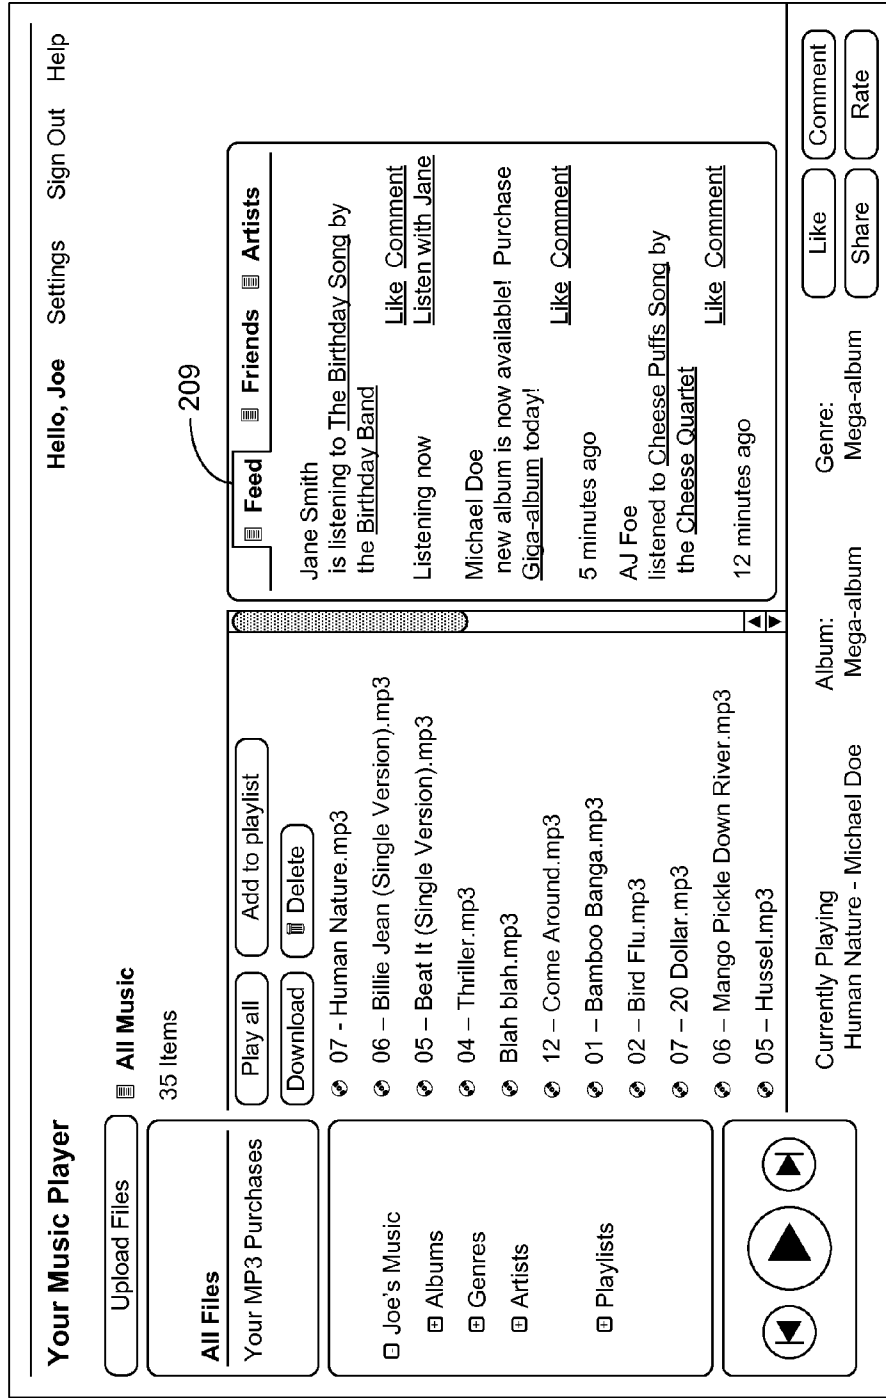 Your Music Player
Hello, Joe Settings Sign Out Help
Upload Files
All Music
35 Items
All Files
Your MP3 Purchases
- Joe's Music
+ Albums
+ Genres
+ Artists
+ Playlists
Play all
Add to playlist
Download
Delete
07 - Human Nature.mp3
06 – Billie Jean (Single Version).mp3
05 – Beat It (Single Version).mp3
04 – Thriller.mp3
Blah blah.mp3
12 – Come Around.mp3
01 – Bamboo Banga.mp3
02 – Bird Flu.mp3
07 – 20 Dollar.mp3
06 – Mango Pickle Down River.mp3
05 – Hussel.mp3
209
Feed Friends Artists
Jane Smith
is listening to The Birthday Song by
the Birthday Band
Like Comment
Listening now Listen with Jane
Michael Doe
new album is now available! Purchase
Giga-album today!
Like Comment
5 minutes ago
AJ Foe
listened to Cheese Puffs Song by
the Cheese Quartet
Like Comment
12 minutes ago
Currently Playing
Human Nature - Michael Doe
Album:
Mega-album
Genre:
Mega-album
Like
Comment
Share
Rate